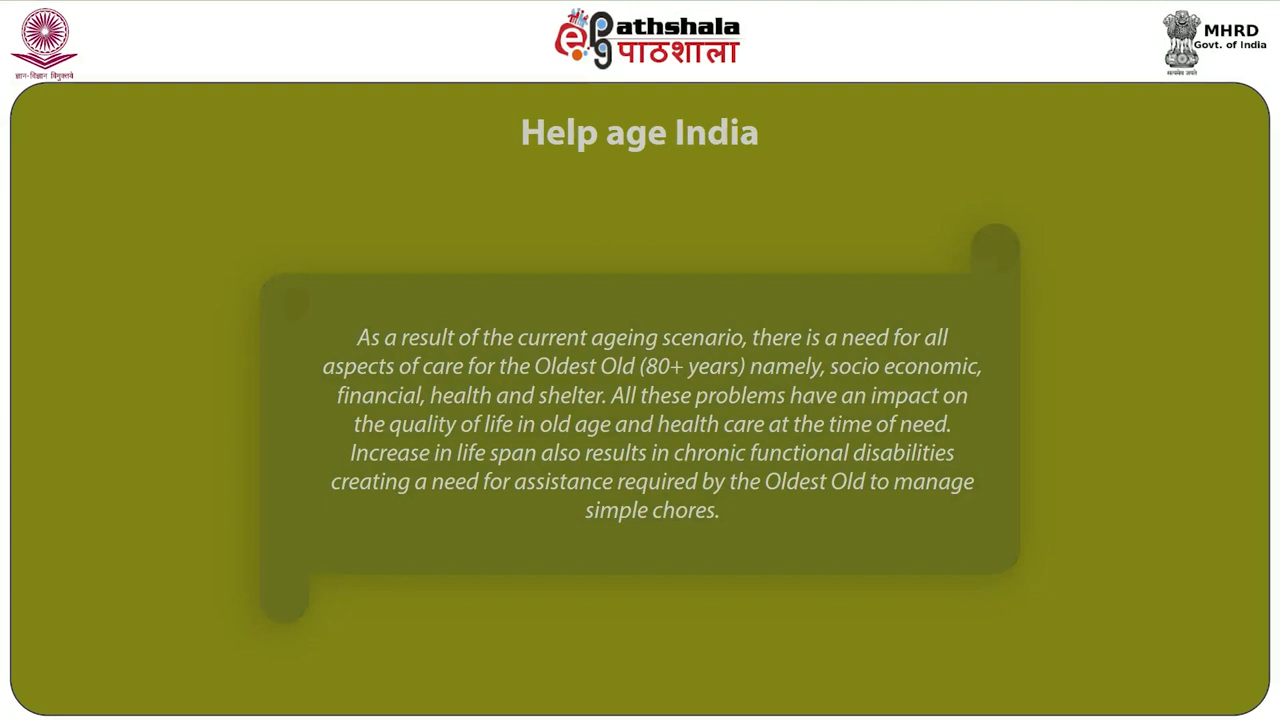 ज्ञान-विज्ञान विमुक्तये
ePathshala
पाठशाला
सत्यमेव जयते
MHRD
Govt. of India
Help age India
As a result of the current ageing scenario, there is a need for all
aspects of care for the Oldest Old (80+ years) namely, socio economic,
financial, health and shelter. All these problems have an impact on
the quality of life in old age and health care at the time of need.
Increase in life span also results in chronic functional disabilities
creating a need for assistance required by the Oldest Old to manage
simple chores.